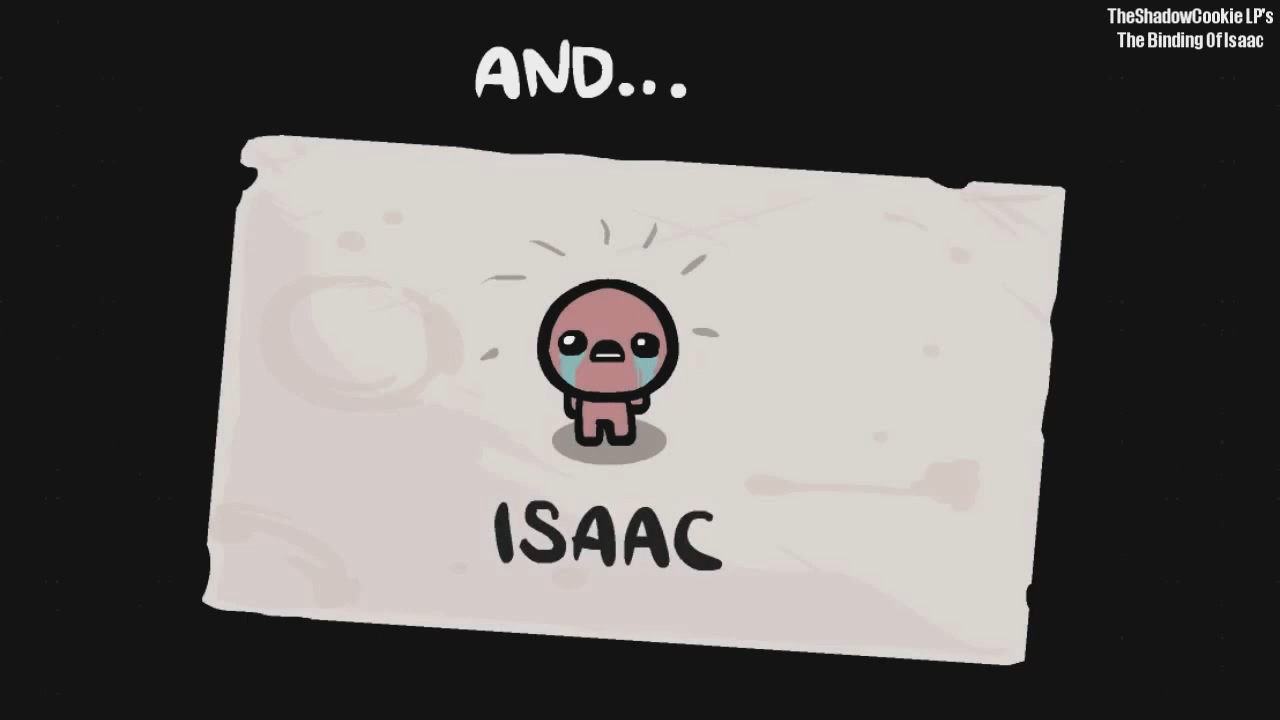 TheShadowCookie LP's
The Binding Of Isaac
AND...
ISAAC